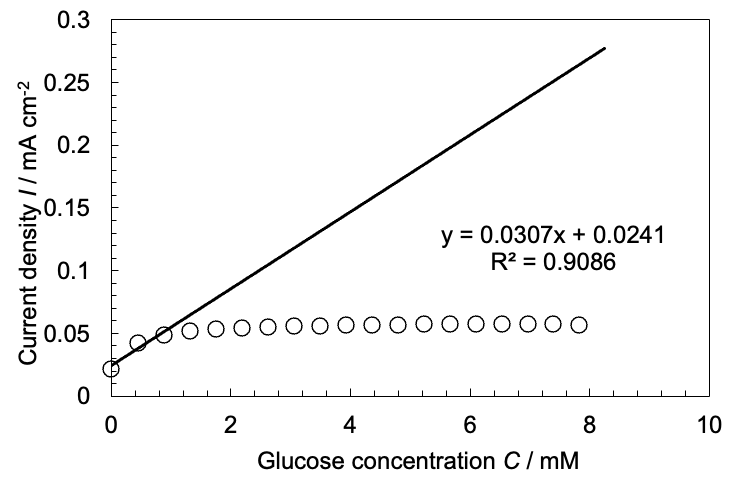 0.3
0.25
0.2
0.15
0.1
0.05
0
0 2 4 6 8 10
Current density I / mA cm⁻²
y = 0.0307x + 0.0241
R² = 0.9086
Glucose concentration C / mM